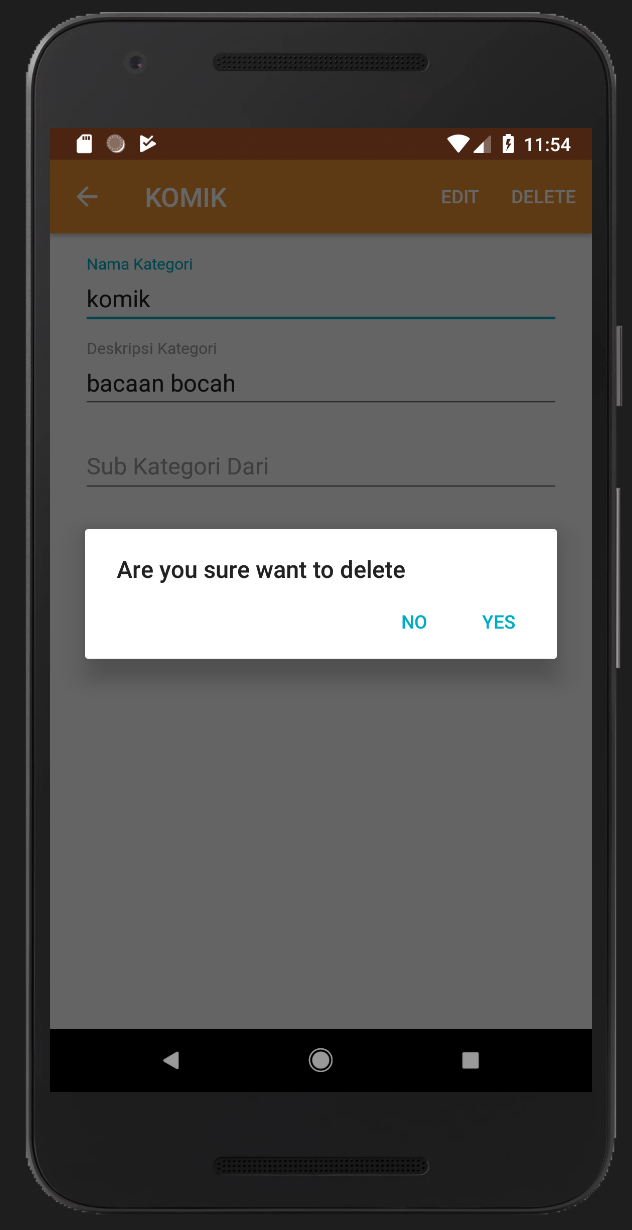 11:54
KOMIK EDIT DELETE
Nama Kategori
komik
Deskripsi Kategori
bacaan bocah
Sub Kategori Dari
Are you sure want to delete
NO YES